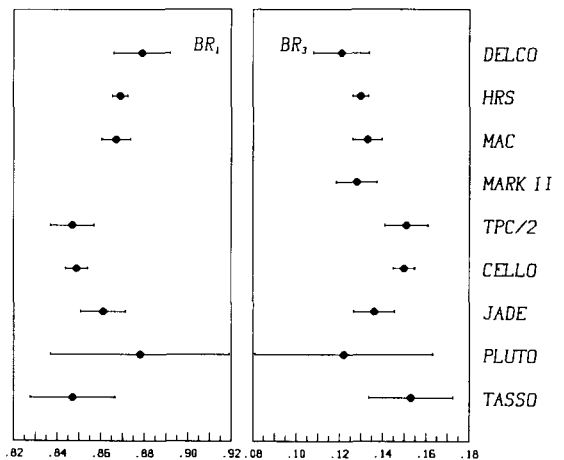 BR₁ BR₃ DELCO
HRS
MAC
MARK II
TPC/2
CELLO
JADE
PLUTO
TASSO
.82 .84 .86 .88 .90 .92 .08 .10 .12 .14 .16 .18